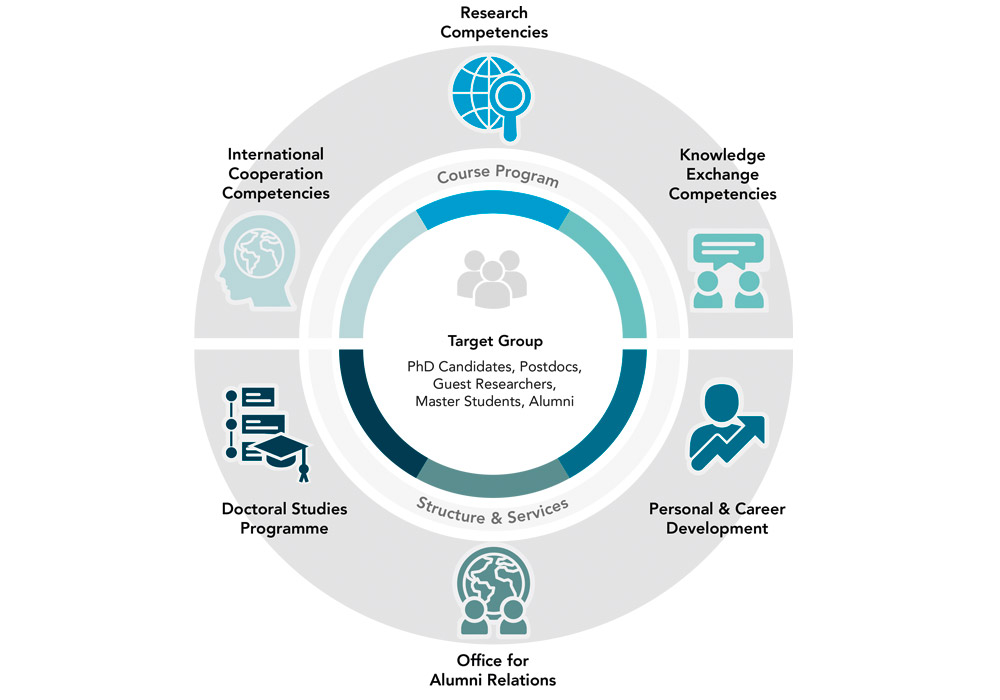 Research
Competencies
International
Cooperation
Competencies
Knowledge
Exchange
Competencies
Course Program
Target Group
PhD Candidates, Postdocs,
Guest Researchers,
Master Students, Alumni
Structure & Services
Doctoral Studies
Programme
Personal & Career
Development
Office for
Alumni Relations